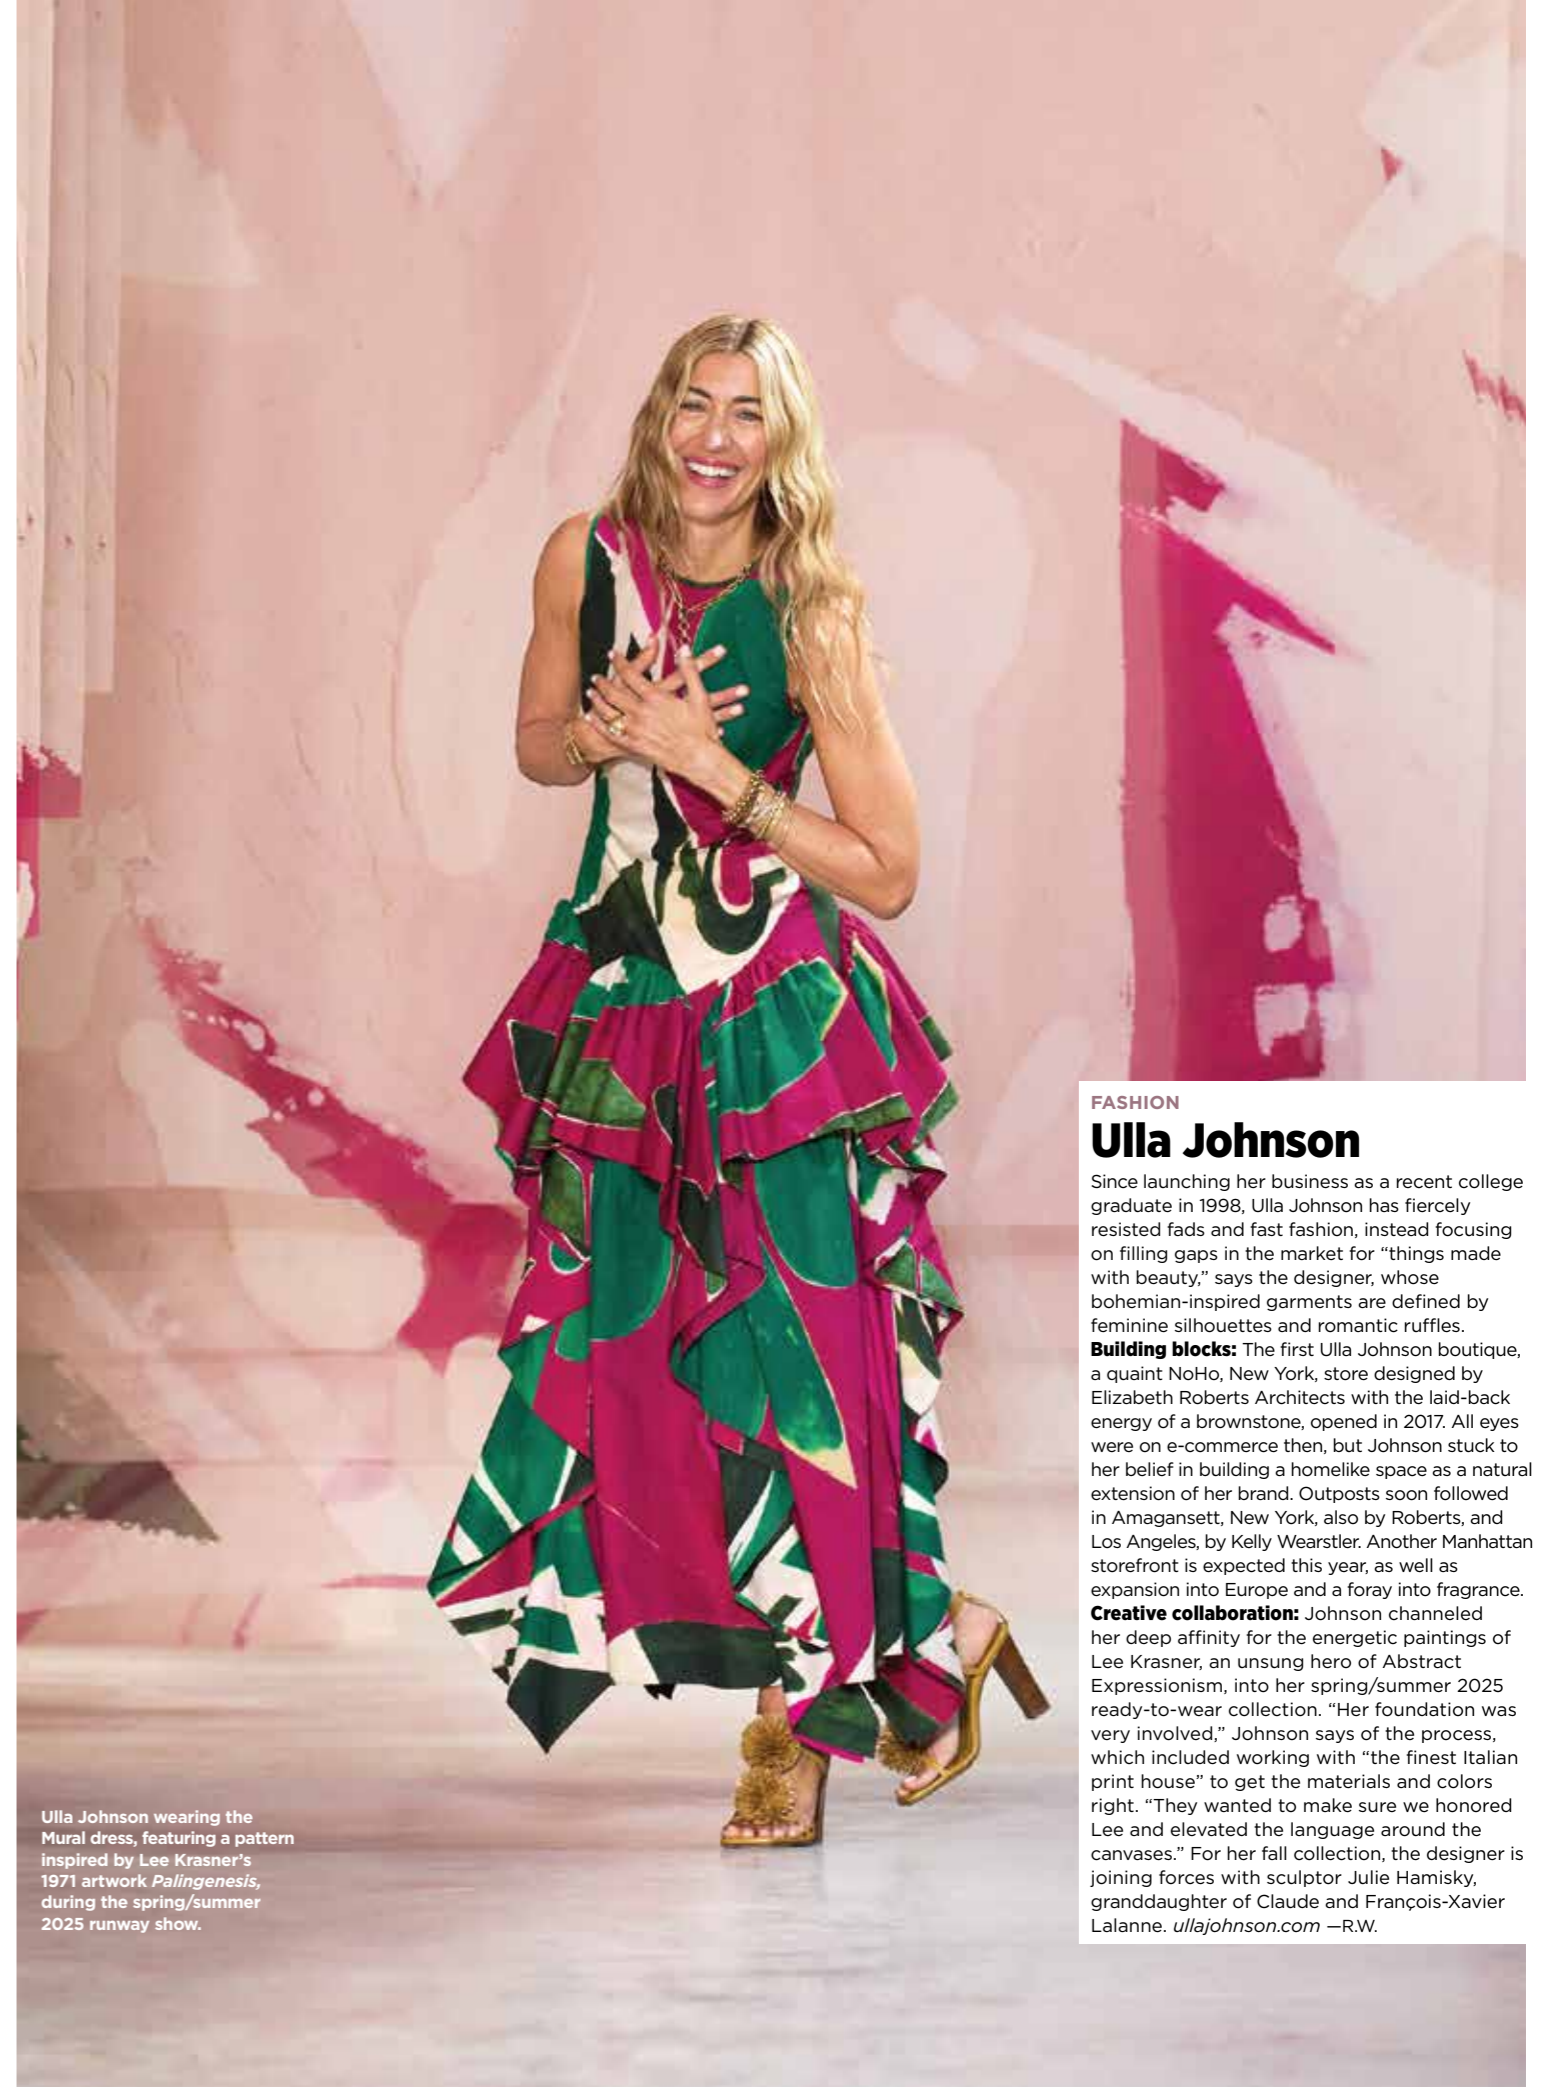 FASHION
Ulla Johnson
Since launching her business as a recent college
graduate in 1998, Ulla Johnson has fiercely
resisted fads and fast fashion, instead focusing
on filling gaps in the market for “things made
with beauty,” says the designer, whose
bohemian-inspired garments are defined by
feminine silhouettes and romantic ruffles.
Building blocks: The first Ulla Johnson boutique,
a quaint NoHo, New York, store designed by
Elizabeth Roberts Architects with the laid-back
energy of a brownstone, opened in 2017. All eyes
were on e-commerce then, but Johnson stuck to
her belief in building a homelike space as a natural
extension of her brand. Outposts soon followed
in Amagansett, New York, also by Roberts, and
Los Angeles, by Kelly Wearstler. Another Manhattan
storefront is expected this year, as well as
expansion into Europe and a foray into fragrance.
Creative collaboration: Johnson channeled
her deep affinity for the energetic paintings of
Lee Krasner, an unsung hero of Abstract
Expressionism, into her spring/summer 2025
ready-to-wear collection. “Her foundation was
very involved,” Johnson says of the process,
which included working with “the finest Italian
print house” to get the materials and colors
right. “They wanted to make sure we honored
Lee and elevated the language around the
canvases.” For her fall collection, the designer is
joining forces with sculptor Julie Hamisky,
granddaughter of Claude and François-Xavier
Lalanne. ullajohnson.com —R.W.
Ulla Johnson wearing the
Mural dress, featuring a pattern
inspired by Lee Krasner’s
1971 artwork Palingenesis,
during the spring/summer
2025 runway show.